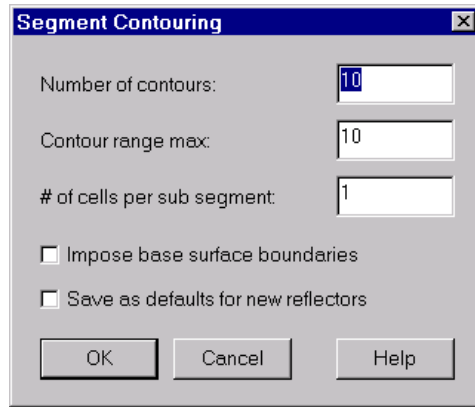 Segment Contouring
Number of contours: 10
Contour range max: 10
# of cells per sub segment: 1
Impose base surface boundaries
Save as defaults for new reflectors
OK Cancel Help